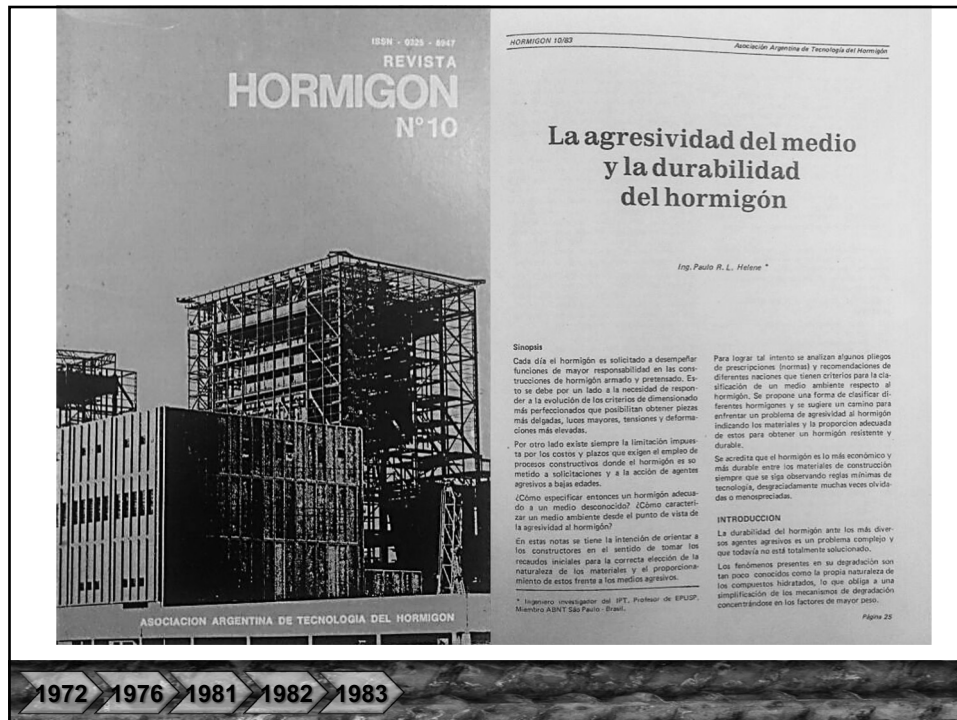 ISSN - 0325 - 8947
REVISTA
HORMIGON
N°10
ASOCIACION ARGENTINA DE TECNOLOGIA DEL HORMIGON
HORMIGON 10/83
Asociación Argentina de Tecnología del Hormigón
La agresividad del medio
y la durabilidad
del hormigón
Ing. Paulo R. L. Helene *
Sinopsis
Cada día el hormigón es solicitado a desempeñar
funciones de mayor responsabilidad en las cons-
trucciones de hormigón armado y pretensado. Es-
to se debe por un lado a la necesidad de respon-
der a la evolución de los criterios de dimensionado
más perfeccionados que posibilitan obtener piezas
más delgadas, luces mayores, tensiones y deforma-
ciones más elevadas.
Por otro lado existe siempre la limitación impues-
ta por los costos y plazos que exigen el empleo de
procesos constructivos donde el hormigón es so
metido a solicitaciones y a la acción de agentes
agresivos a bajas edades.
¿Cómo especificar entonces un hormigón adecua-
do a un medio desconocido? ¿Cómo caracteri-
zar un medio ambiente desde el punto de vista de
la agresividad al hormigón?
En estas notas se tiene la intención de orientar a
los constructores en el sentido de tomar los
recaudos iniciales para la correcta elección de la
naturaleza de los materiales y el proporciona-
miento de estos frente a los medios agresivos.
* Ingeniero investigador del IPT, Profesor de EPUSP,
Miembro ABNT São Paulo - Brasil.
Para lograr tal intento se analizan algunos pliegos
de prescripciones (normas) y recomendaciones de
diferentes naciones que tienen criterios para la cla-
sificación de un medio ambiente respecto al
hormigón. Se propone una forma de clasificar di-
ferentes hormigones y se sugiere un camino para
enfrentar un problema de agresividad al hormigón
indicando los materiales y la proporcion adecuada
de estos para obtener un hormigón resistente y
durable.
Se acredita que el hormigón es lo más económico y
más durable entre los materiales de construcción
siempre que se siga observando reglas mínimas de
tecnología, desgraciadamente muchas veces olvida-
das o menospreciadas.
INTRODUCCION
La durabilidad del hormigón ante los más diver-
sos agentes agresivos es un problema complejo y
que todavía no está totalmente solucionado.
Los fenómenos presentes en su degradación son
tan poco conocidos como la propia naturaleza de
los compuestos hidratados, lo que obliga a una
simplificación de los mecanismos de degradación
concentrándose en los factores de mayor peso.
Página 25
1972 1976 1981 1982 1983